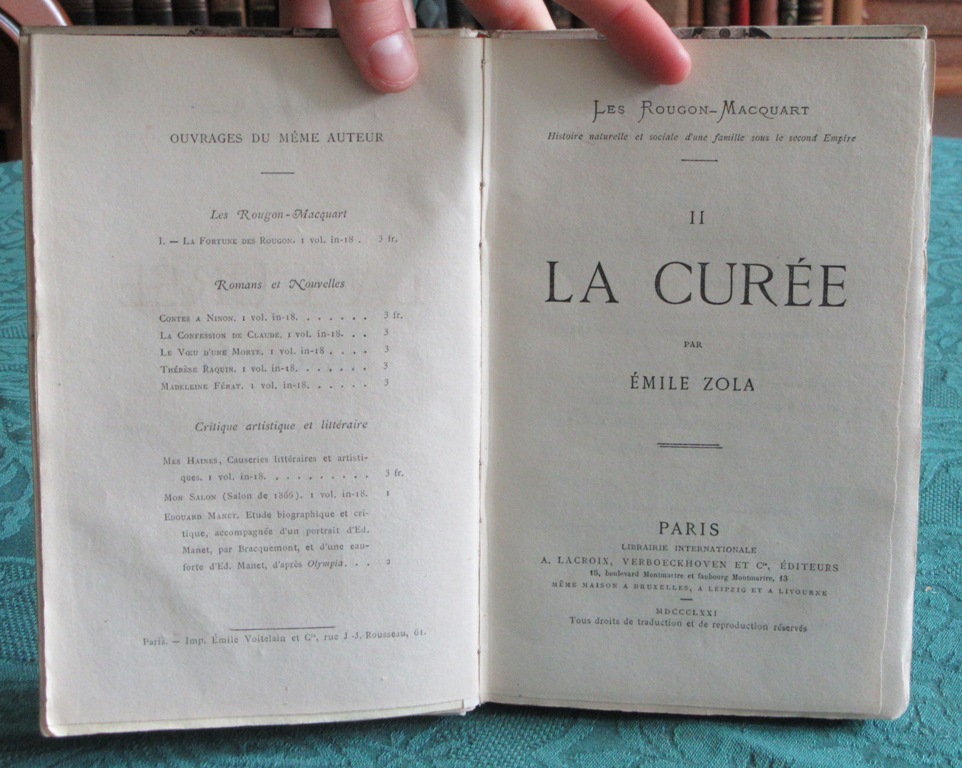 OUVRAGES DU MÊME AUTEUR
Les Rougon-Macquart
I. — LA FORTUNE DES ROUGON. 1 vol. in-18 . 3 fr.
Romans et Nouvelles
CONTES A NINON. 1 vol. in-18. . . . . . . 3 fr.
LA CONFESSION DE CLAUDE. 1 vol. in-18. . . 3
LE VŒU D'UNE MORTE. 1 vol. in-18 . . . . 3
THÉRÈSE RAQUIN. 1 vol. in-18. . . . . . 3
MADELEINE FÉRAT. 1 vol. in-18. . . . . . 3
Critique artistique et littéraire
MES HAINES, Causeries littéraires et artisti-
ques. 1 vol. in-18. . . . . . . . . . 3 fr.
MON SALON (Salon de 1866). 1 vol. in-18. 1
EDOUARD MANET. Etude biographique et cri-
tique, accompagnée d'un portrait d'Ed.
Manet, par Bracquemont, et d'une eau-
forte d'Ed. Manet, d'après Olympia. . . 2
Paris. — Imp. Émile Voitelain et Cie, rue J.-J. Rousseau, 61.
LES ROUGON-MACQUART
Histoire naturelle et sociale d'une famille sous le second Empire
II
LA CURÉE
PAR
ÉMILE ZOLA
PARIS
LIBRAIRIE INTERNATIONALE
A. LACROIX, VERBOECKHOVEN ET Cie, ÉDITEURS
15, boulevard Montmartre et faubourg Montmartre, 13
MÊME MAISON A BRUXELLES, A LEIPZIG ET A LIVOURNE
MDCCCLXXI
Tous droits de traduction et de reproduction réservés